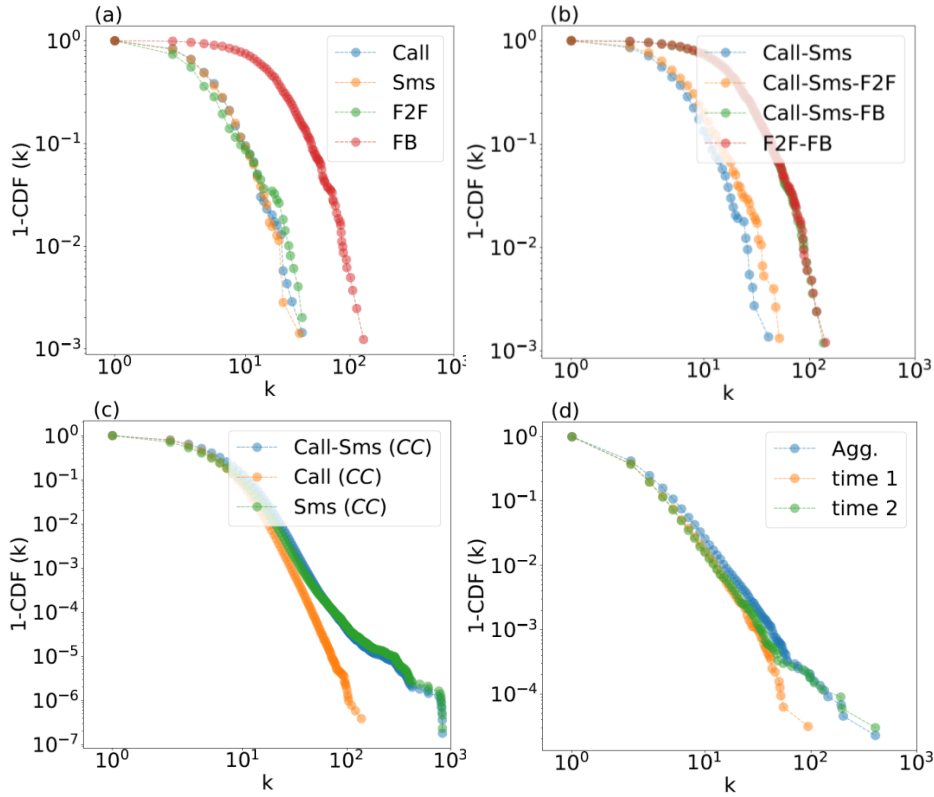 (a)
10⁰
10⁻¹
10⁻²
10⁻³
1-CDF (k)
Call
Sms
F2F
FB
10⁰ 10¹ 10² 10³
k
(b)
10⁰
10⁻¹
10⁻²
10⁻³
1-CDF (k)
Call-Sms
Call-Sms-F2F
Call-Sms-FB
F2F-FB
10⁰ 10¹ 10² 10³
k
(c)
10⁰
10⁻¹
10⁻²
10⁻³
10⁻⁴
10⁻⁵
10⁻⁶
10⁻⁷
1-CDF (k)
Call-Sms (CC)
Call (CC)
Sms (CC)
10⁰ 10¹ 10² 10³
k
(d)
10⁰
10⁻¹
10⁻²
10⁻³
10⁻⁴
1-CDF (k)
Agg.
time 1
time 2
10⁰ 10¹ 10² 10³
k